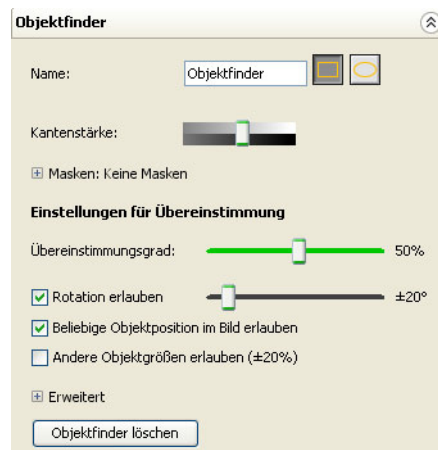 Objektfinder
Name: Objektfinder
Kantenstärke:
Masken: Keine Masken
Einstellungen für Übereinstimmung
Übereinstimmungsgrad: 50%
Rotation erlauben ±20°
Beliebige Objektposition im Bild erlauben
Andere Objektgrößen erlauben (±20%)
Erweitert
Objektfinder löschen